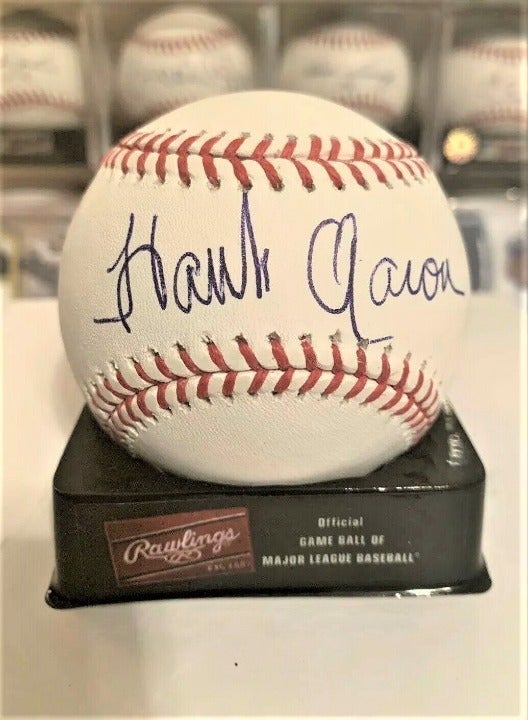 Hank Aaron
Rawlings
Official
GAME BALL OF
MAJOR LEAGUE BASEBALL